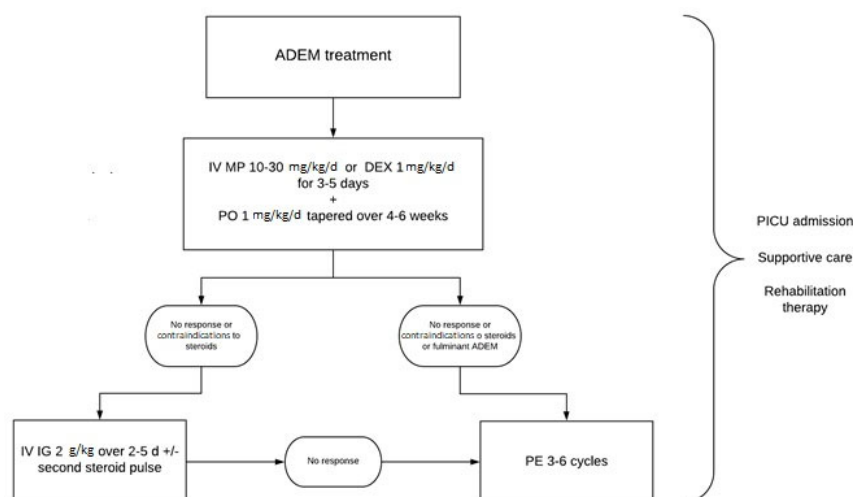 ADEM treatment
IV MP 10-30 mg/kg/d or DEX 1 mg/kg/d
for 3-5 days
+
PO 1 mg/kg/d tapered over 4-6 weeks
PICU admission
Supportive care
Rehabilitation
therapy
No response or
contraindications to
steroids
No response or
contraindications o steroids
or fulminant ADEM
IV IG 2 g/kg over 2-5 d +/-
second steroid pulse
No response
PE 3-6 cycles